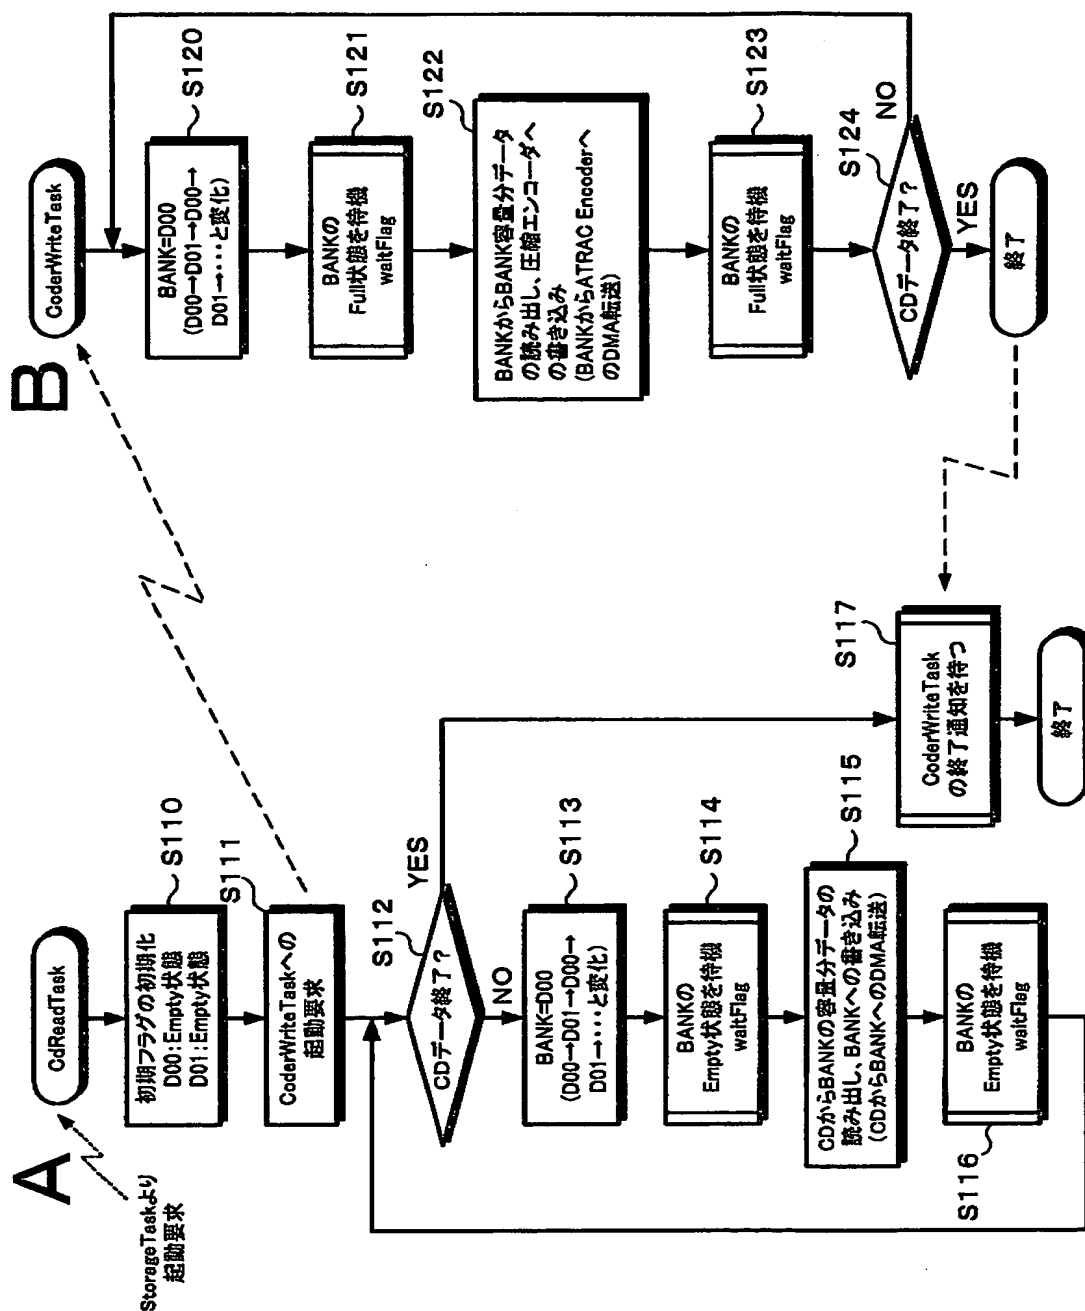 A
StorageTaskより
起動要求
CdReadTask
初期フラグの初期化
D00:Empty状態
D01:Empty状態
S110
CoderWriteTaskへの
起動要求
S111
CDデータ終了?
S112
YES
NO
BANK=D00
(D00→D01→D00→
D01→・・・と変化)
S113
BANKの
Empty状態を待機
waitFlag
S114
CDからBANKの容量分データの
読み出し、BANKへの書き込み
(CDからBANKへのDMA転送)
S115
BANKの
Empty状態を待機
waitFlag
S116
CoderWriteTask
の終了通知を待つ
S117
終了
B
CoderWriteTask
BANK=D00
(D00→D01→D00→
D01→・・・と変化)
S120
BANKの
Full状態を待機
waitFlag
S121
BANKからBANK容量分データ
の読み出し、圧縮エンコーダへ
の書き込み
(BANKからATRAC Encoderへ
のDMA転送)
S122
BANKの
Full状態を待機
waitFlag
S123
CDデータ終了?
S124
NO
YES
終了